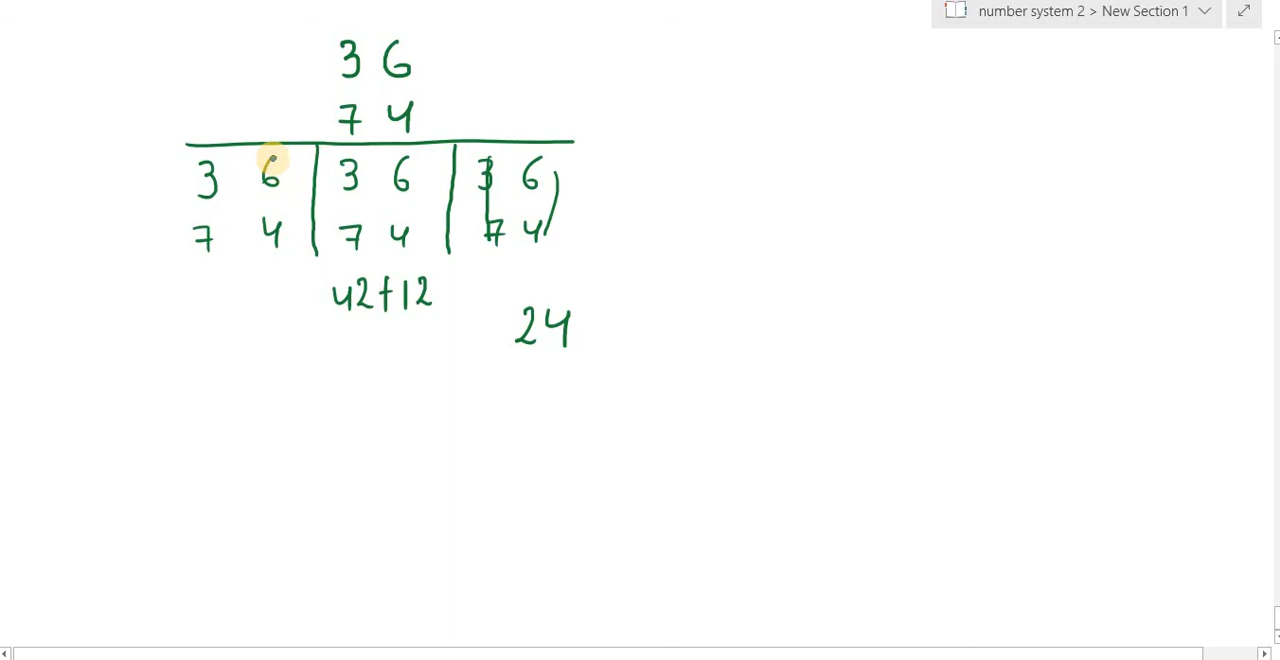 number system 2 > New Section 1
3 6
7 4
3 6 3 6 3 6
7 4 7 4 7 4
42+12
24